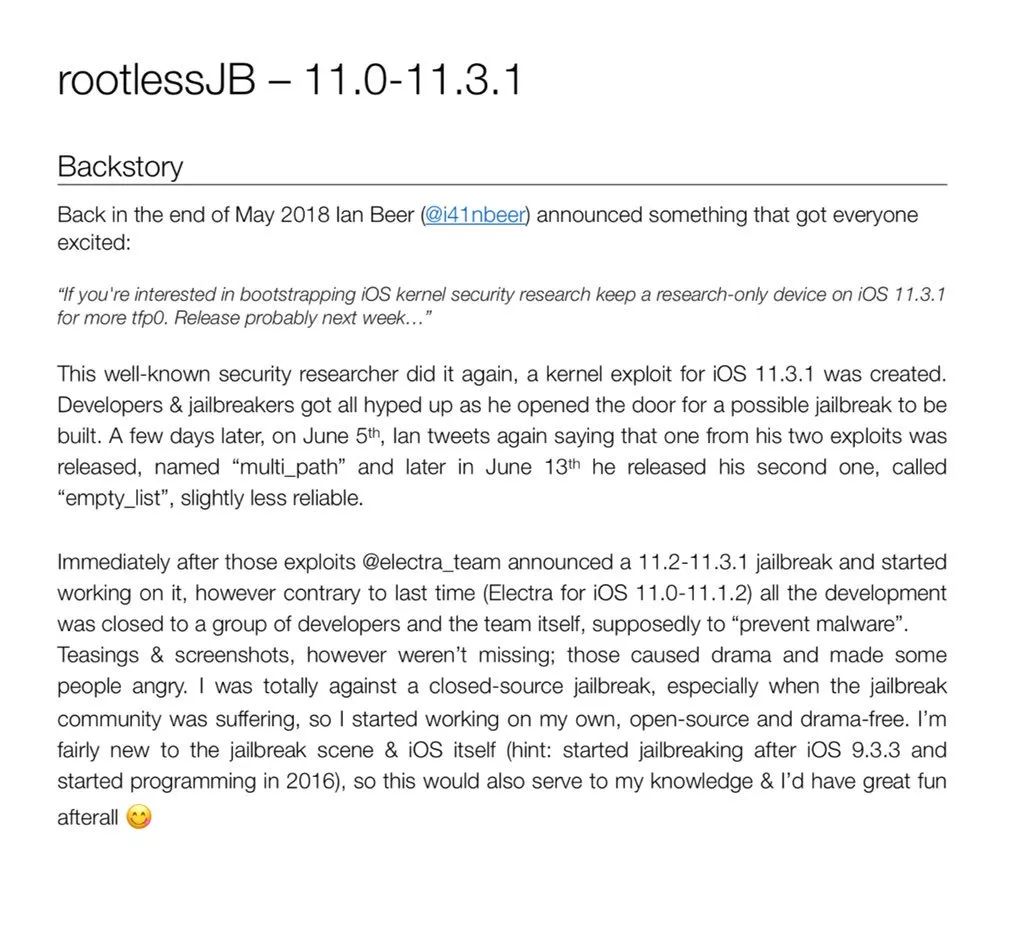 rootlessJB – 11.0-11.3.1
Backstory
Back in the end of May 2018 Ian Beer (@i41nbeer) announced something that got everyone
excited:
“If you're interested in bootstrapping iOS kernel security research keep a research-only device on iOS 11.3.1
for more tfp0. Release probably next week…”
This well-known security researcher did it again, a kernel exploit for iOS 11.3.1 was created.
Developers & jailbreakers got all hyped up as he opened the door for a possible jailbreak to be
built. A few days later, on June 5th, Ian tweets again saying that one from his two exploits was
released, named “multi_path” and later in June 13th he released his second one, called
“empty_list”, slightly less reliable.
Immediately after those exploits @electra_team announced a 11.2-11.3.1 jailbreak and started
working on it, however contrary to last time (Electra for iOS 11.0-11.1.2) all the development
was closed to a group of developers and the team itself, supposedly to “prevent malware”.
Teasings & screenshots, however weren’t missing; those caused drama and made some
people angry. I was totally against a closed-source jailbreak, especially when the jailbreak
community was suffering, so I started working on my own, open-source and drama-free. I’m
fairly new to the jailbreak scene & iOS itself (hint: started jailbreaking after iOS 9.3.3 and
started programming in 2016), so this would also serve to my knowledge & I’d have great fun
afterall 😋